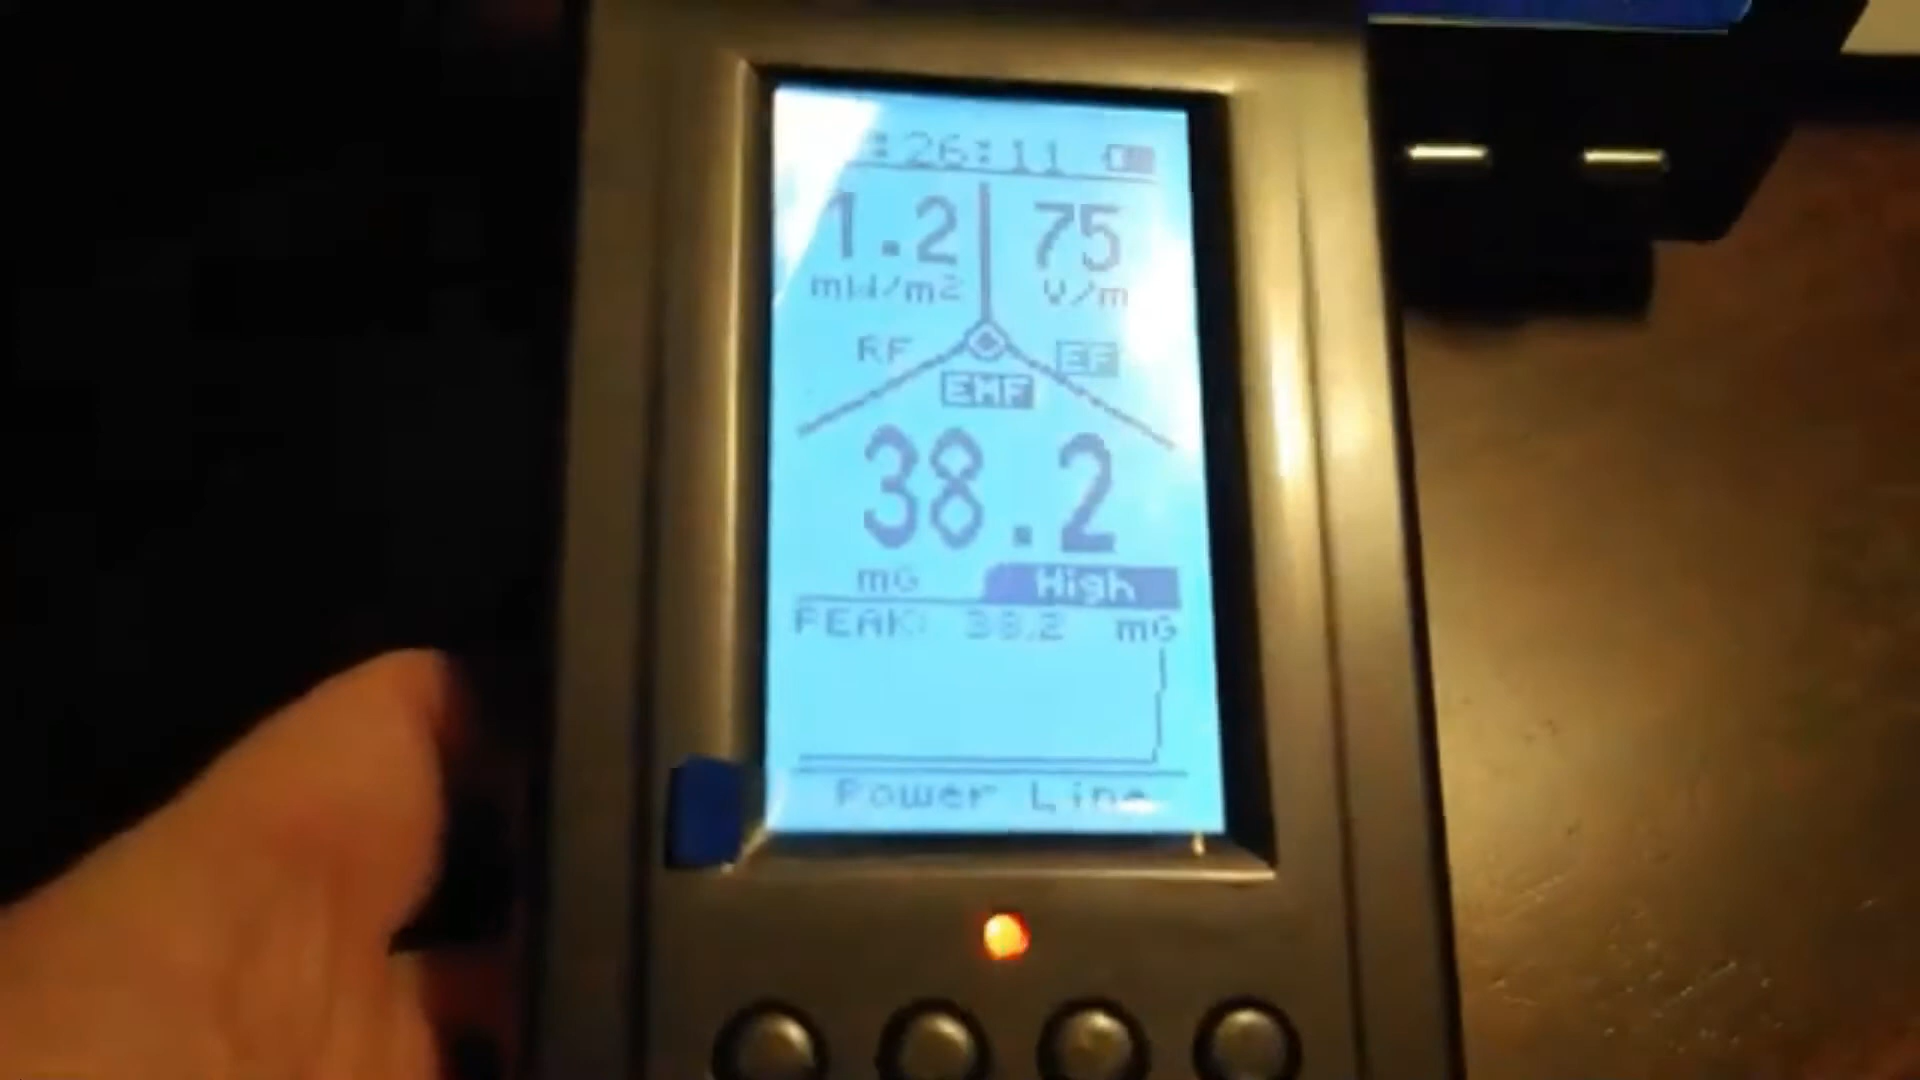 :26:11
1.2 75
mW/m2 V/m
RF EF
EMF
38.2
mG High
PEAK: 38.2 mG
Power Line